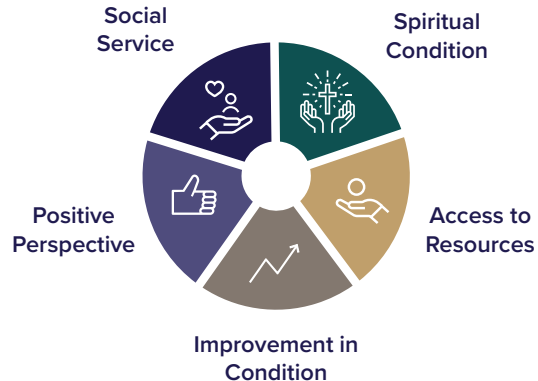 Social
Service
Spiritual
Condition
Positive
Perspective
Access to
Resources
Improvement in
Condition